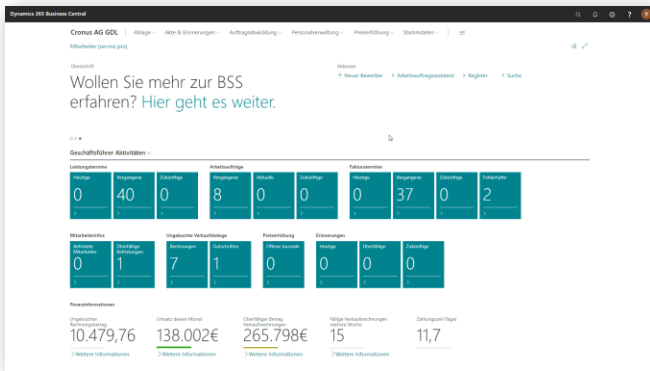 Dynamics 365 Business Central
Cronus AG GDL Ablage Akte & Erinnerungen Auftragsabwicklung Personalverwaltung Preiserhöhung Stammdaten
Mitarbeiter (service pro)
Überschrift
Wollen Sie mehr zur BSS
erfahren? Hier geht es weiter.
Aktionen
+ Neuer Bewerber > Arbeitsauftragsassistent > Register > Suche
Geschäftsführer Aktivitäten
Leistungstermine Arbeitsaufträge Fakturatermine
Heutige Vergangene Zukünftige Vergangene Aktuelle Zukünftige Heutige Vergangene Zukünftige Fehlerhafte
0 40 0 8 0 0 0 37 0 2
Mitarbeiterinfos Ungebuchte Verkaufsbelege Preiserhöhung Erinnerungen
Befristete Mitarbeiter Überfällige Belehrungen Rechnungen Gutschriften Offene Journale Heutige Überfällige Zukünftige
0 1 7 1 0 0 0 0
Finanzinformationen
Ungebuchter Rechnungsbetrag Umsatz diesen Monat Überfälliger Betrag Verkaufsrechnungen Fällige Verkaufsrechnungen nächste Woche Zahlungsziel (Tage)
10.479,76 138.002€ 265.798€ 15 11,7
> Weitere Informationen > Weitere Informationen > Weitere Informationen > Weitere Informationen